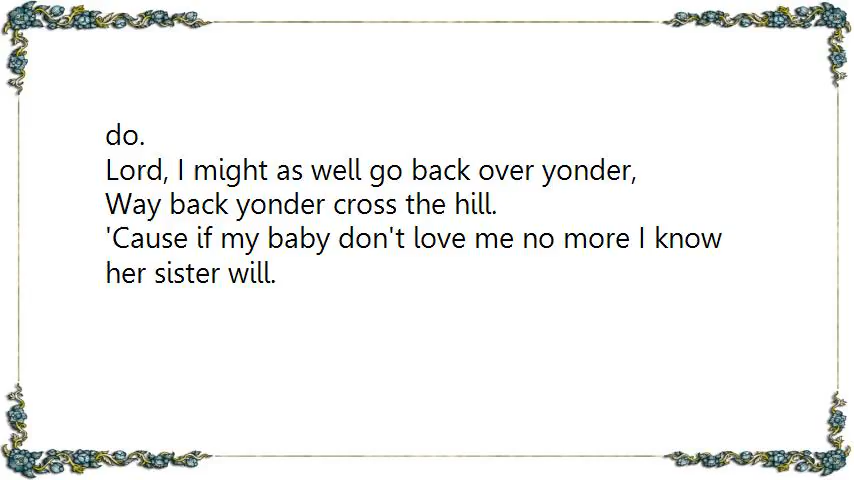 do.
Lord, I might as well go back over yonder,
Way back yonder cross the hill.
'Cause if my baby don't love me no more I know
her sister will.